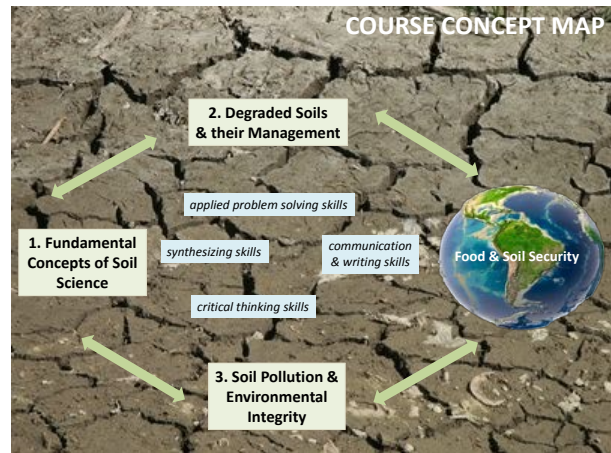 COURSE CONCEPT MAP
2. Degraded Soils
& their Management
applied problem solving skills
1. Fundamental
Concepts of Soil
Science
synthesizing skills
communication
& writing skills
Food & Soil Security
critical thinking skills
3. Soil Pollution &
Environmental
Integrity